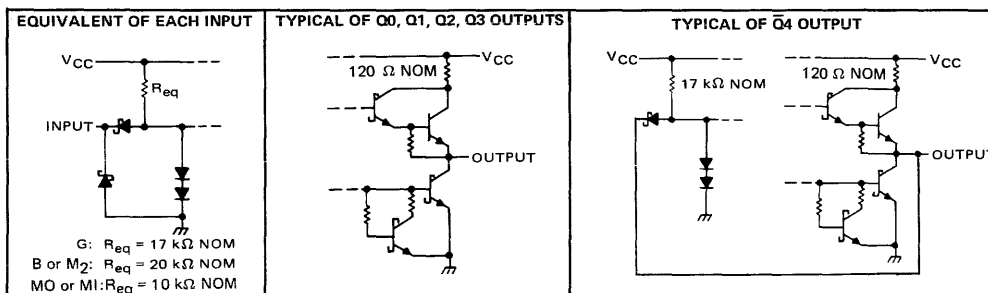 EQUIVALENT OF EACH INPUT
VCC
Req
INPUT
G: Req = 17 kΩ NOM
B or M2: Req = 20 kΩ NOM
MO or MI: Req = 10 kΩ NOM
TYPICAL OF Q0, Q1, Q2, Q3 OUTPUTS
VCC
120 Ω NOM
OUTPUT
TYPICAL OF Q̄4 OUTPUT
VCC
17 kΩ NOM
VCC
120 Ω NOM
OUTPUT